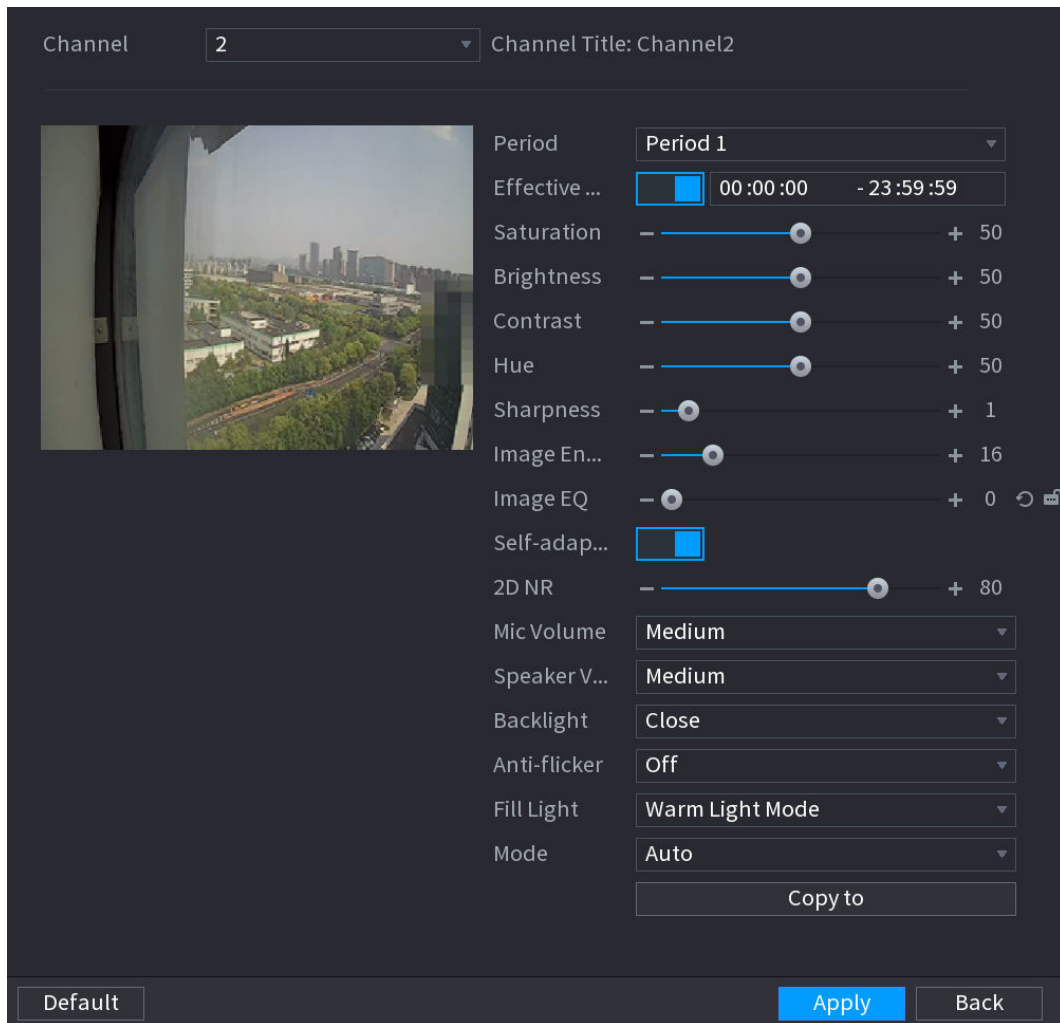 Channel 2 Channel Title: Channel2
Period Period 1
Effective ... 00:00:00 - 23:59:59
Saturation 50
Brightness 50
Contrast 50
Hue 50
Sharpness 1
Image En... 16
Image EQ 0
Self-adap...
2D NR 80
Mic Volume Medium
Speaker V... Medium
Backlight Close
Anti-flicker Off
Fill Light Warm Light Mode
Mode Auto
Copy to
Default Apply Back